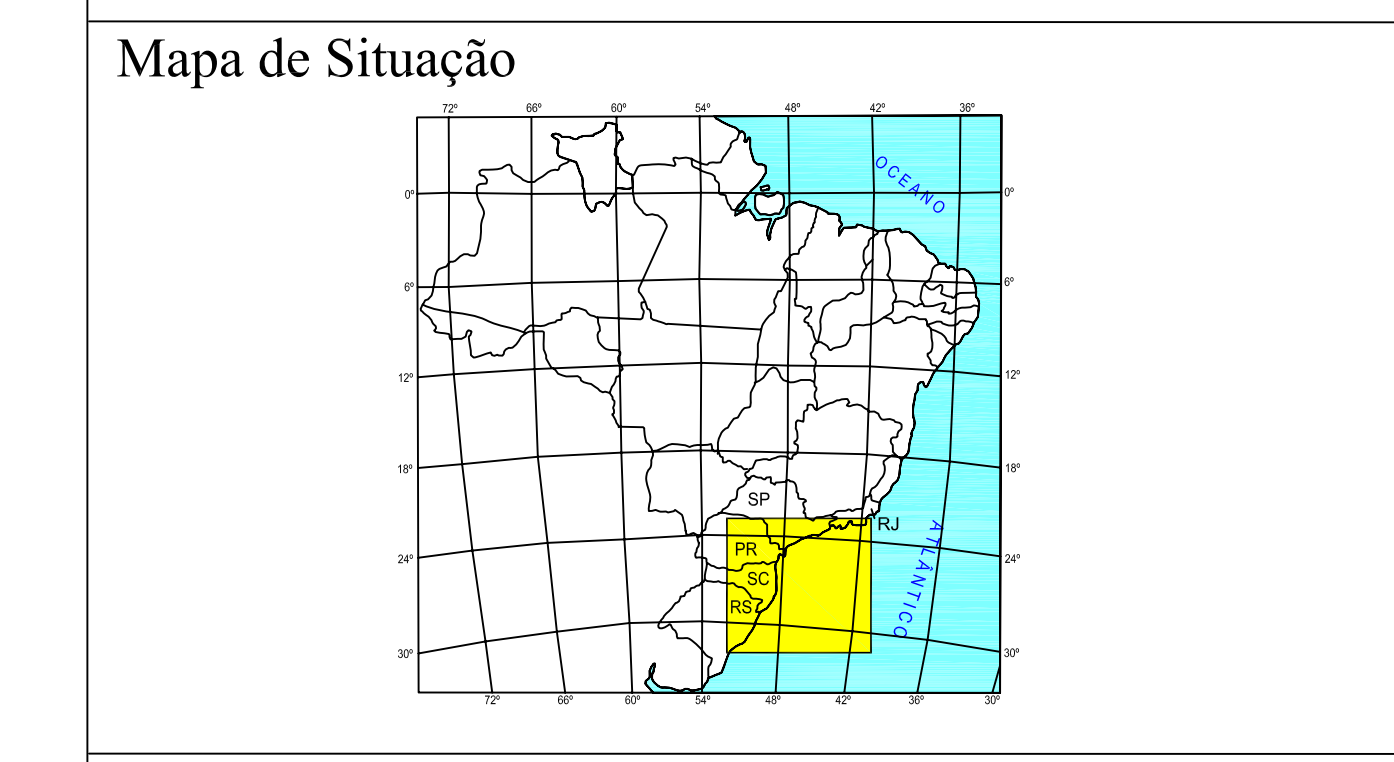 Mapa de Situação
72º 66º 60º 54º 48º 42º 36º
OCEANO
0º 0º
6º 6º
12º 12º
18º 18º
SP
RJ
ATLÂNTICO
PR
24º 24º
SC
RS
30º 30º
72º 66º 60º 54º 48º 42º 36º 30º